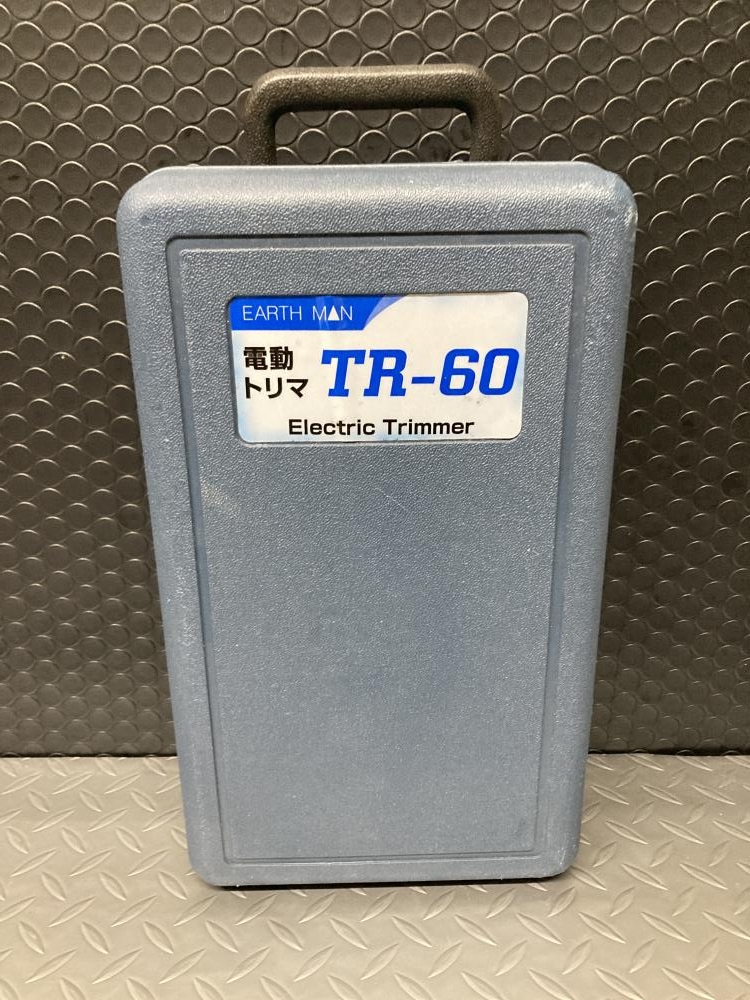 EARTH MAN
電動
トリマ
TR-60
Electric Trimmer